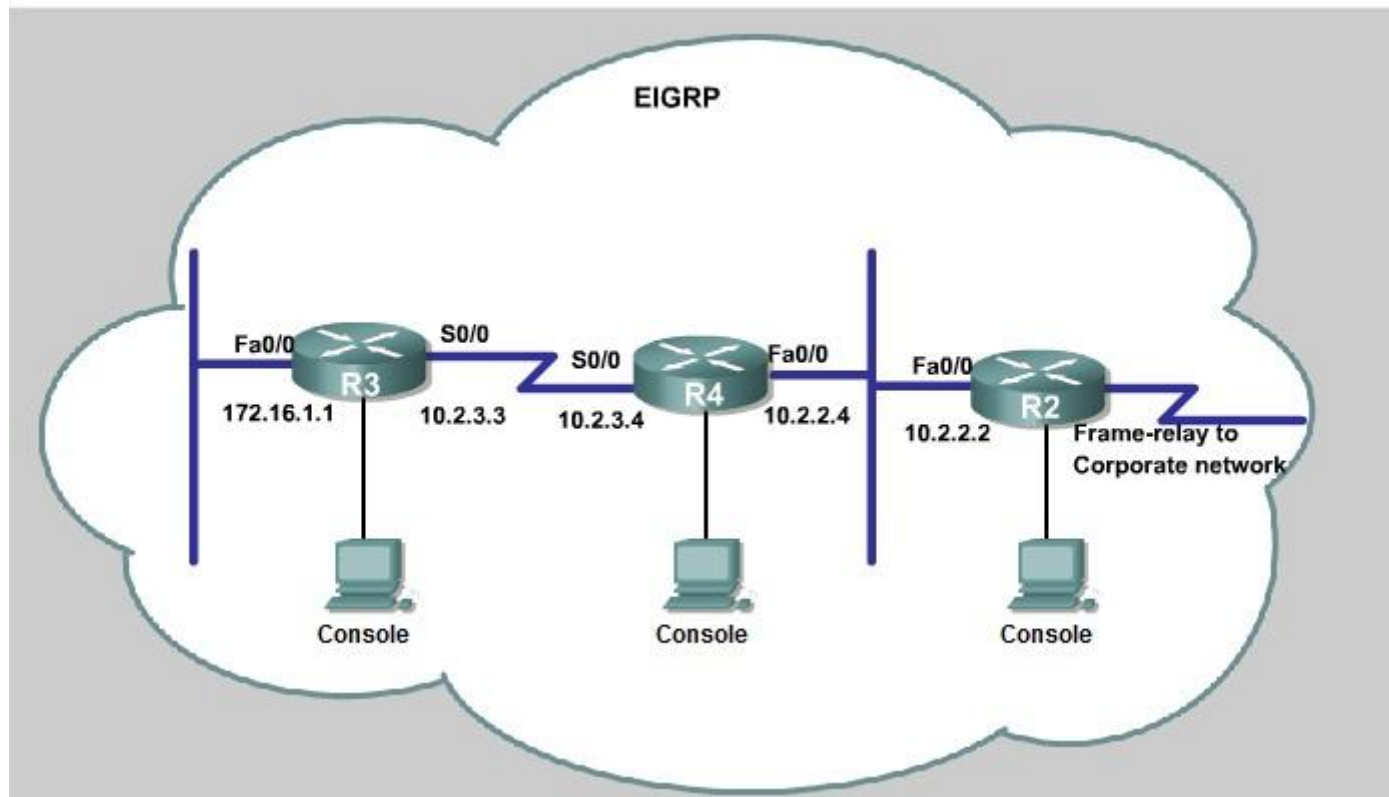 EIGRP
Fa0/0
S0/0
S0/0
Fa0/0
Fa0/0
R3
R4
R2
172.16.1.1
10.2.3.3
10.2.3.4
10.2.2.4
10.2.2.2
Frame-relay to
Corporate network
Console
Console
Console